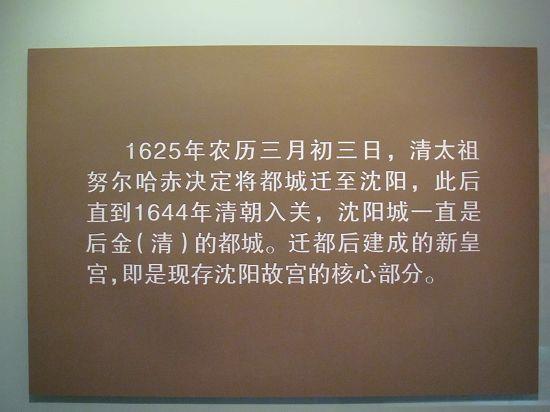 1625年农历三月初三日，清太祖
努尔哈赤决定将都城迁至沈阳，此后
直到1644年清朝入关，沈阳城一直是
后金(清)的都城。迁都后建成的新皇
宫,即是现存沈阳故宫的核心部分。